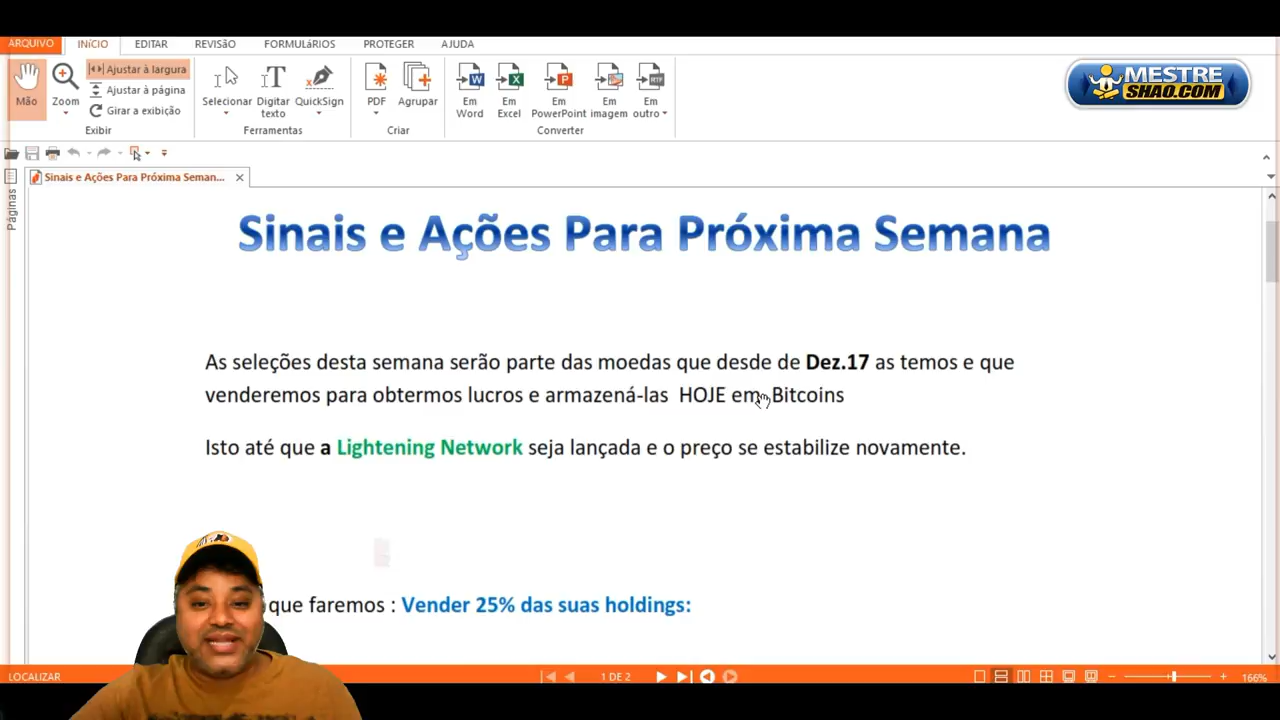 ARQUIVO INÍCIO EDITAR REVISÃO FORMULÁRIOS PROTEGER AJUDA
Mão
Zoom
Ajustar à largura
Ajustar à página
Girar a exibição
Exibir
Selecionar
Digitar texto
QuickSign
Ferramentas
PDF
Agrupar
Criar
Em Word
Em Excel
Em PowerPoint
Em imagem
Em outro
Converter
MESTRE
SHAO.COM
Sinais e Ações Para Próxima Seman...
Páginas
Sinais e Ações Para Próxima Semana
As seleções desta semana serão parte das moedas que desde de Dez.17 as temos e que
venderemos para obtermos lucros e armazená-las HOJE em Bitcoins
Isto até que a Lightening Network seja lançada e o preço se estabilize novamente.
que faremos : Vender 25% das suas holdings:
LOCALIZAR
1 DE 2
166%